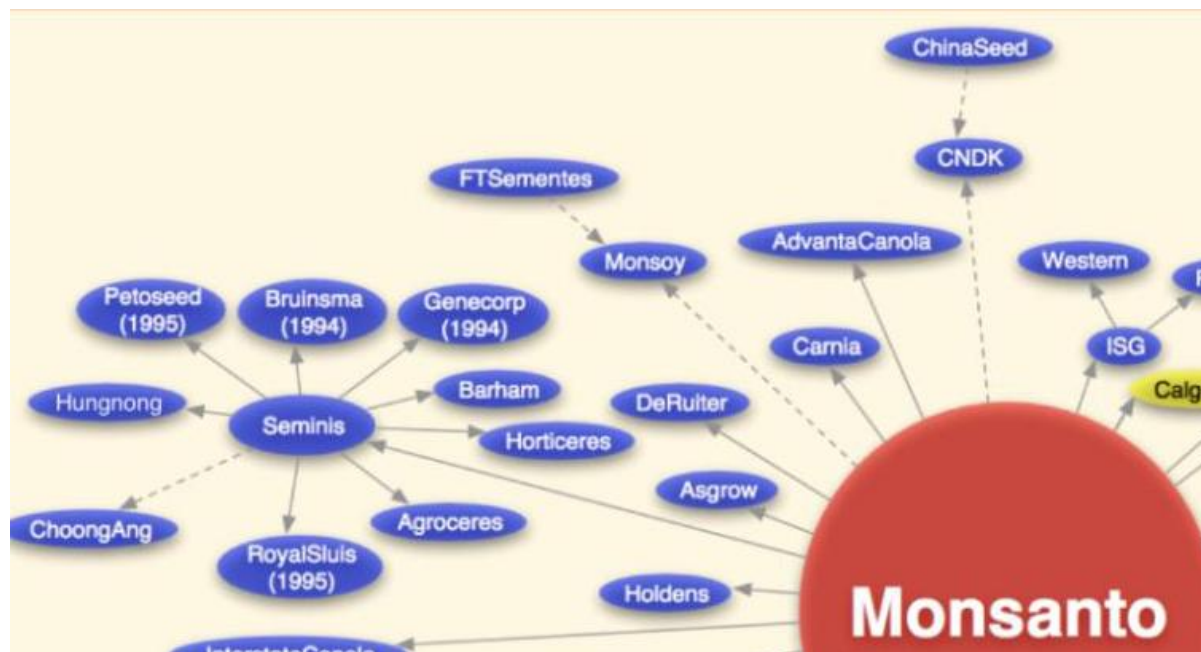 ChinaSeed
CNDK
FTSementes
AdvantaCanola
Monsoy
Western
Petoseed
(1995)
Bruinsma
(1994)
Genecorp
(1994)
Carnia
ISG
Barham
Hungnong
DeRuiter
Seminis
Horticeres
Asgrow
ChoongAng
Agroceres
RoyalSluis
(1995)
Holdens
Monsanto